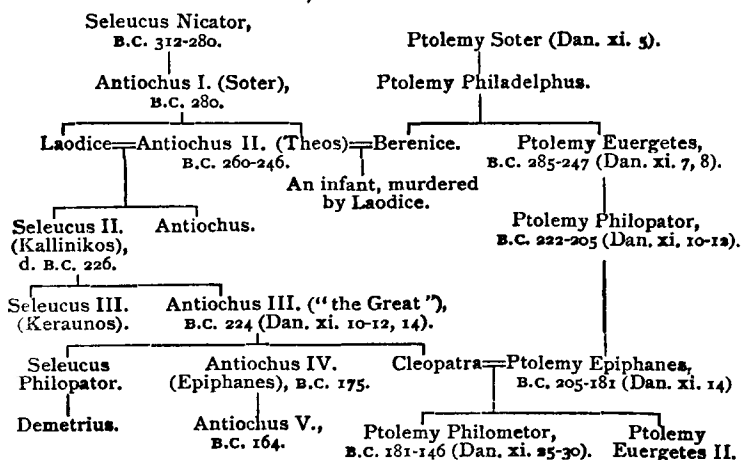 Seleucus Nicator,
B.C. 312-280.
Ptolemy Soter (Dan. xi. 5).
Antiochus I. (Soter),
B.C. 280.
Ptolemy Philadelphus.
Laodice══Antiochus II. (Theos)══Berenice.
B.C. 260-246.
Ptolemy Euergetes,
B.C. 285-247 (Dan. xi. 7, 8).
An infant, murdered
by Laodice.
Seleucus II.
(Kallinikos),
d. B.C. 226.
Antiochus.
Ptolemy Philopator,
B.C. 222-205 (Dan. xi. 10-12).
Seleucus III.
(Keraunos).
Antiochus III. ("the Great"),
B.C. 224 (Dan. xi. 10-12, 14).
Seleucus
Philopator.
Antiochus IV.
(Epiphanes), B.C. 175.
Cleopatra══Ptolemy Epiphanes,
B.C. 205-181 (Dan. xi. 14)
Demetrius.
Antiochus V.,
B.C. 164.
Ptolemy Philometor,
B.C. 181-146 (Dan. xi. 25-30).
Ptolemy
Euergetes II.